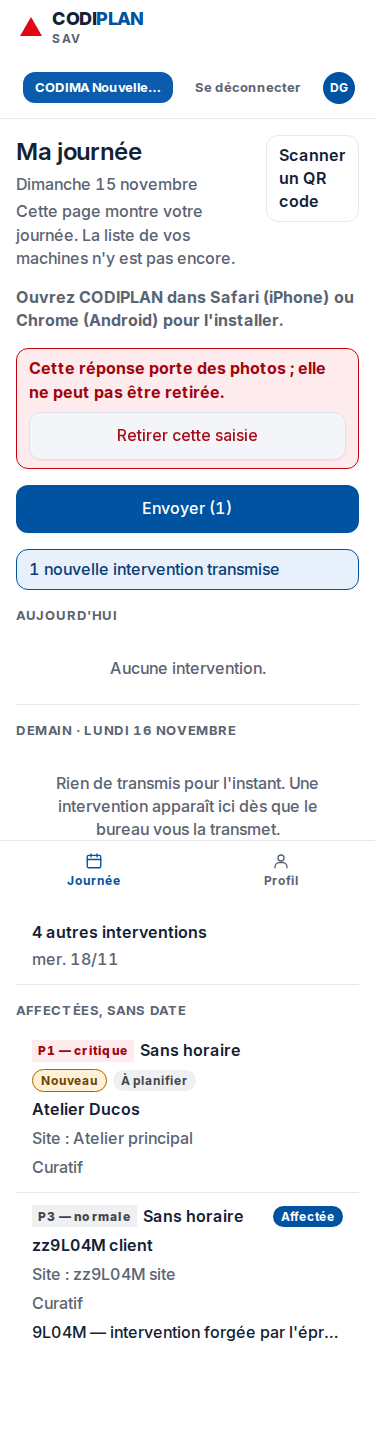 CODIPLAN
SAV
CODIMA Nouvelle...
Se déconnecter
DG
Ma journée
Dimanche 15 novembre
Cette page montre votre
journée. La liste de vos
machines n'y est pas encore.
Scanner
un QR
code
Ouvrez CODIPLAN dans Safari (iPhone) ou
Chrome (Android) pour l'installer.
Cette réponse porte des photos ; elle
ne peut pas être retirée.
Retirer cette saisie
Envoyer (1)
1 nouvelle intervention transmise
AUJOURD'HUI
Aucune intervention.
DEMAIN · LUNDI 16 NOVEMBRE
Rien de transmis pour l'instant. Une
intervention apparaît ici dès que le
bureau vous la transmet.
Journée
Profil
4 autres interventions
mer. 18/11
AFFECTÉES, SANS DATE
P1 — critique Sans horaire
Nouveau À planifier
Atelier Ducos
Site : Atelier principal
Curatif
P3 — normale Sans horaire Affectée
zz9L04M client
Site : zz9L04M site
Curatif
9L04M — intervention forgée par l'épr...